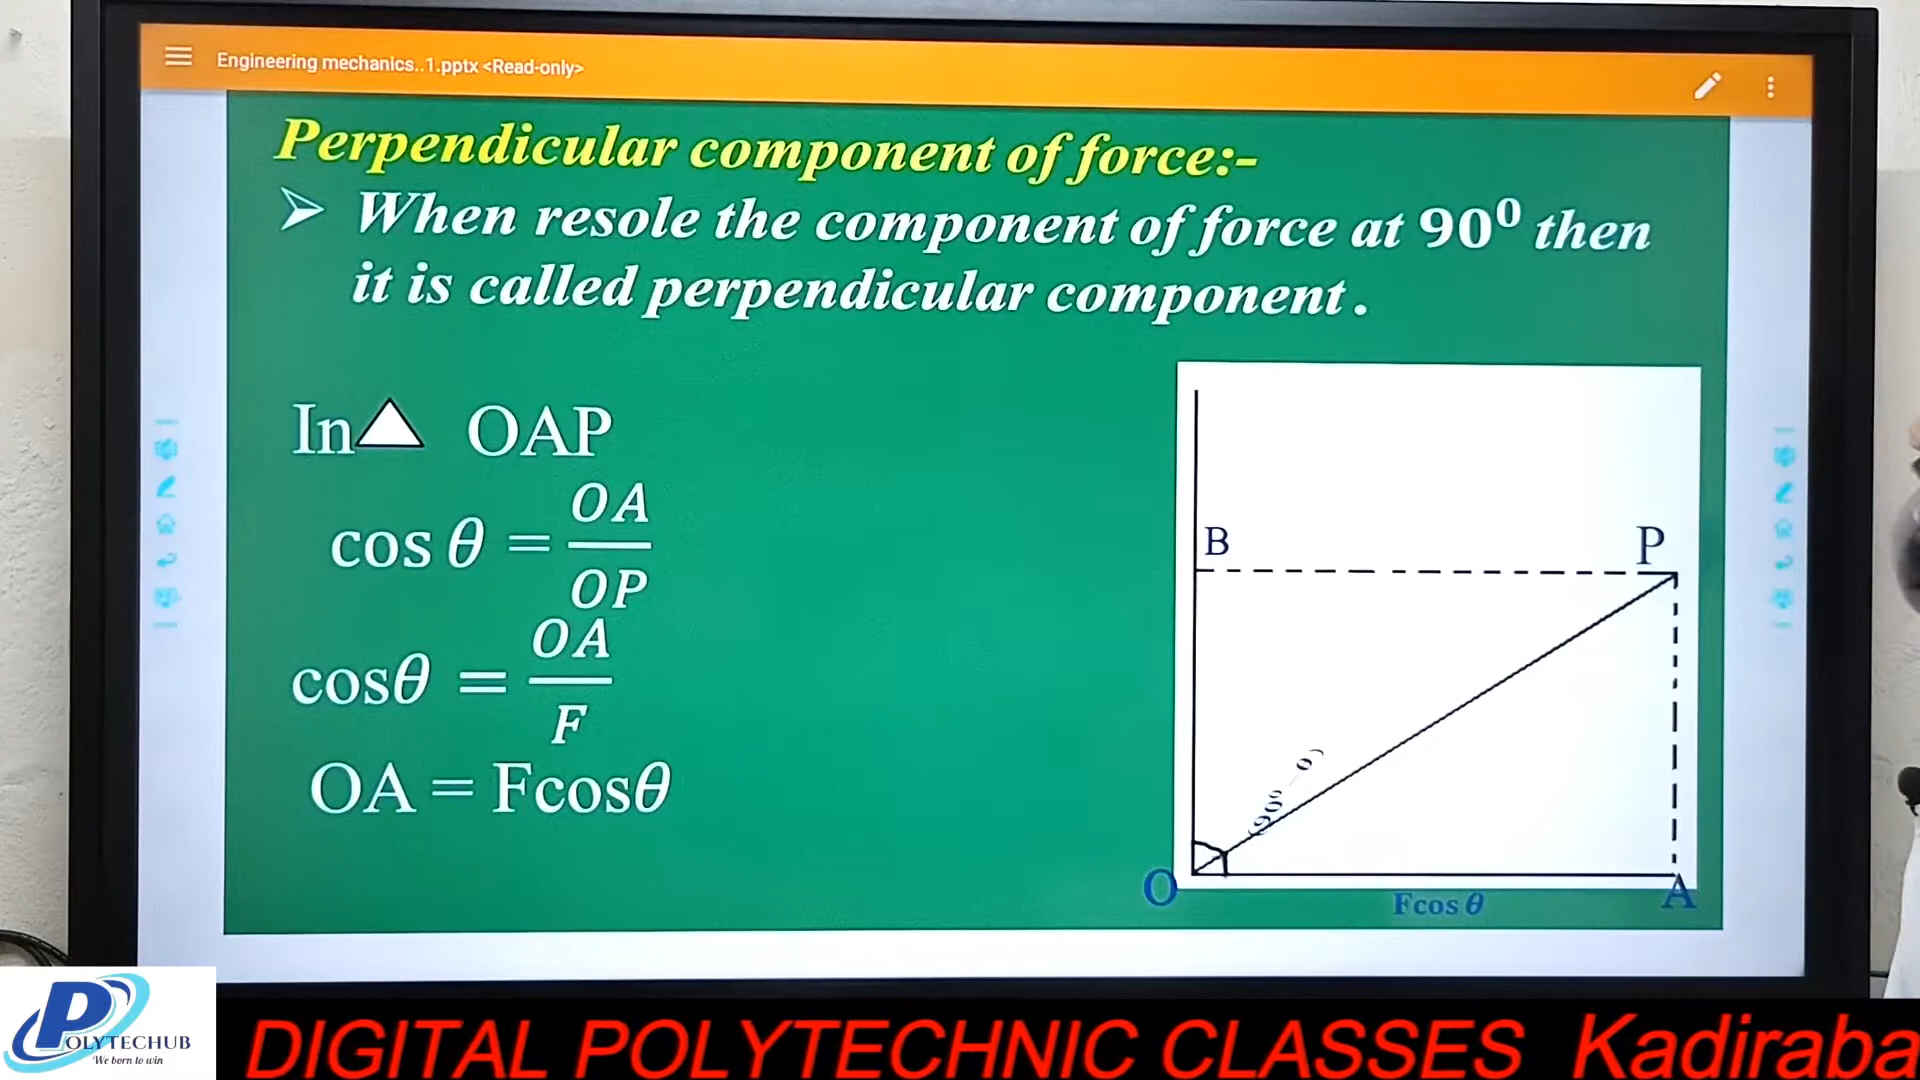 Engineering mechanics..1.pptx <Read-only>
Perpendicular component of force:-
➢ When resole the component of force at 90⁰ then
it is called perpendicular component .
In△ OAP
cos θ = OA/OP
cosθ = OA/F
OA = Fcosθ
B
P
(90⁰ − θ)
O
A
Fcos θ
POLYTECHUB
We born to win
DIGITAL POLYTECHNIC CLASSES Kadiraba